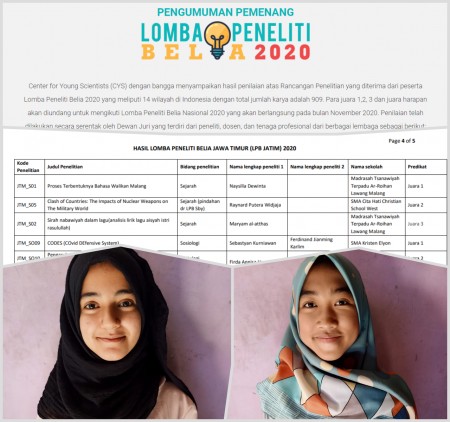 PENGUMUMAN PEMENANG
LOMBA PENELITI
BELIA 2020
Center for Young Scientists (CYS) dengan bangga menyampaikan hasil penilaian atas Rancangan Penelitian yang diterima dari peserta
Lomba Peneliti Belia 2020 yang meliputi 14 wilayah di Indonesia dengan total jumlah karya adalah 909. Para juara 1,2, 3 dan juara harapan
akan diundang untuk mengikuti Lomba Peneliti Belia Nasional 2020 yang akan berlangsung pada bulan November 2020. Penilaian telah
dilakukan secara serentak oleh Dewan Juri yang terdiri dari peneliti, dosen, dan tenaga profesional dari berbagai lembaga sebagai berikut:
Page 4 of 5
HASIL LOMBA PENELITI BELIA JAWA TIMUR (LPB JATIM) 2020
Kode Penelitian Judul Penelitian Bidang penelitian Nama lengkap peneliti 1 Nama lengkap peneliti 2 Nama sekolah Predikat
JTM_S01 Proses Terbentuknya Bahasa Walikan Malang Sejarah Naysilla Dewinta Madrasah Tsanawiyah Terpadu Ar-Roihan Lawang Malang Juara 1
JTM_S05 Clash of Countries: The Impacts of Nuclear Weapons on The Military World Sejarah (pindahan dr LPB Sby) Raynard Putera Widjaja SMA Cita Hati Christian School West Juara 2
JTM_S02 Sirah nabawiyah dalam lagu(analisis lirik lagu aisyah istri rasulullah) Sejarah Maryam al-atthas Madrasah Tsanawiyah Terpadu Ar-Roihan Lawang Malang Juara 3
JTM_SO09 CODES (COvid DEfensive System) Sosiologi Sebastian Kurniawan Ferdinand Jianming Karlim SMA Kristen Elyon Juara 1